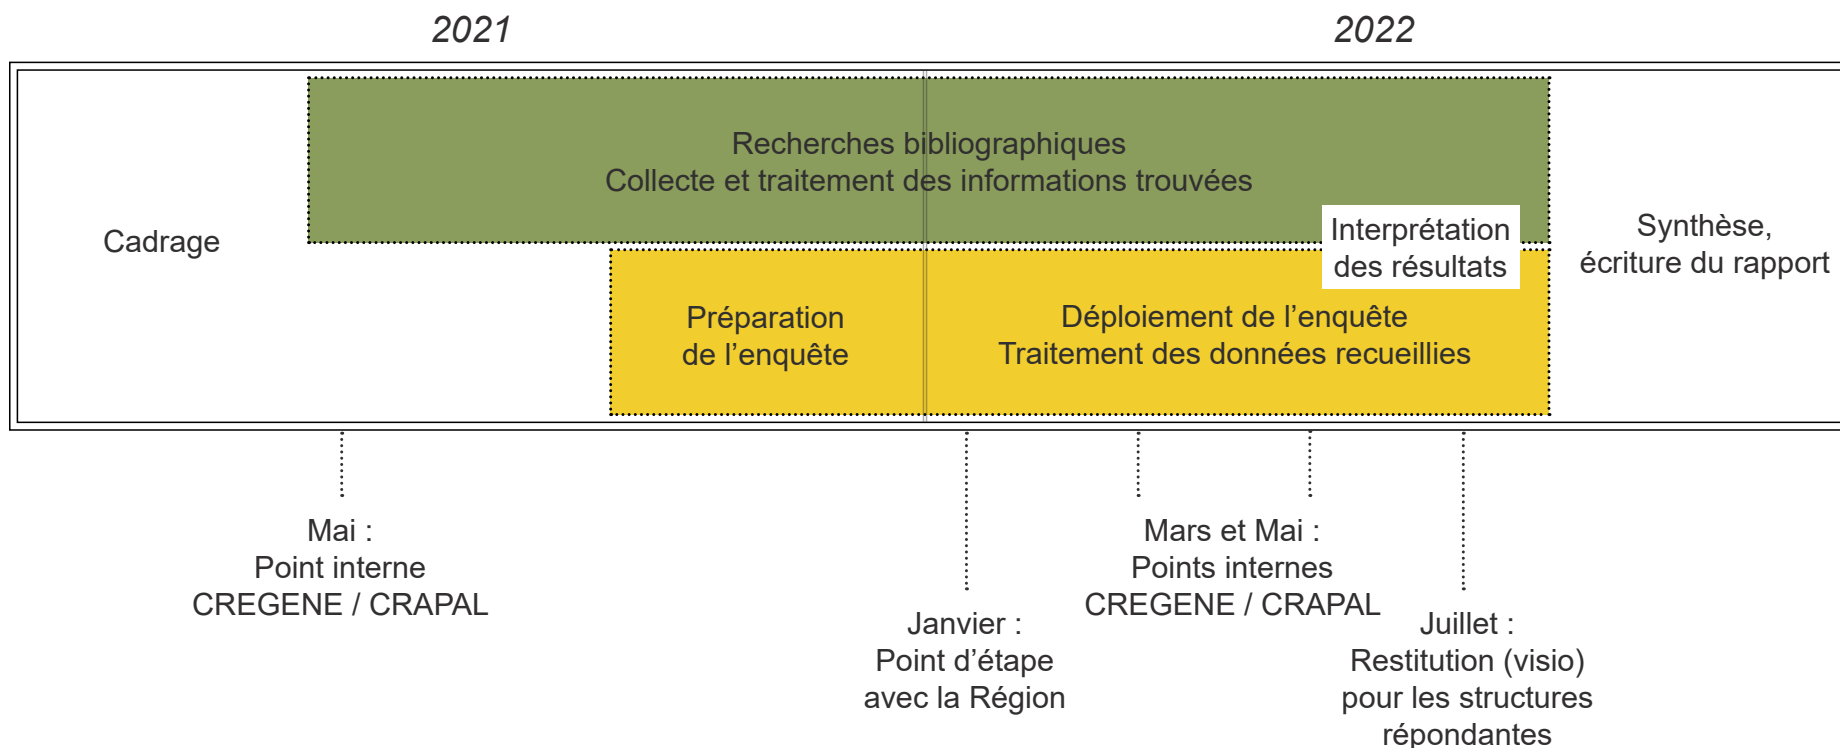 2021
2022
Cadrage
Recherches bibliographiques
Collecte et traitement des informations trouvées
Interprétation
des résultats
Préparation
de l’enquête
Déploiement de l’enquête
Traitement des données recueillies
Synthèse,
écriture du rapport
Mai :
Point interne
CREGENE / CRAPAL
Janvier :
Point d’étape
avec la Région
Mars et Mai :
Points internes
CREGENE / CRAPAL
Juillet :
Restitution (visio)
pour les structures
répondantes